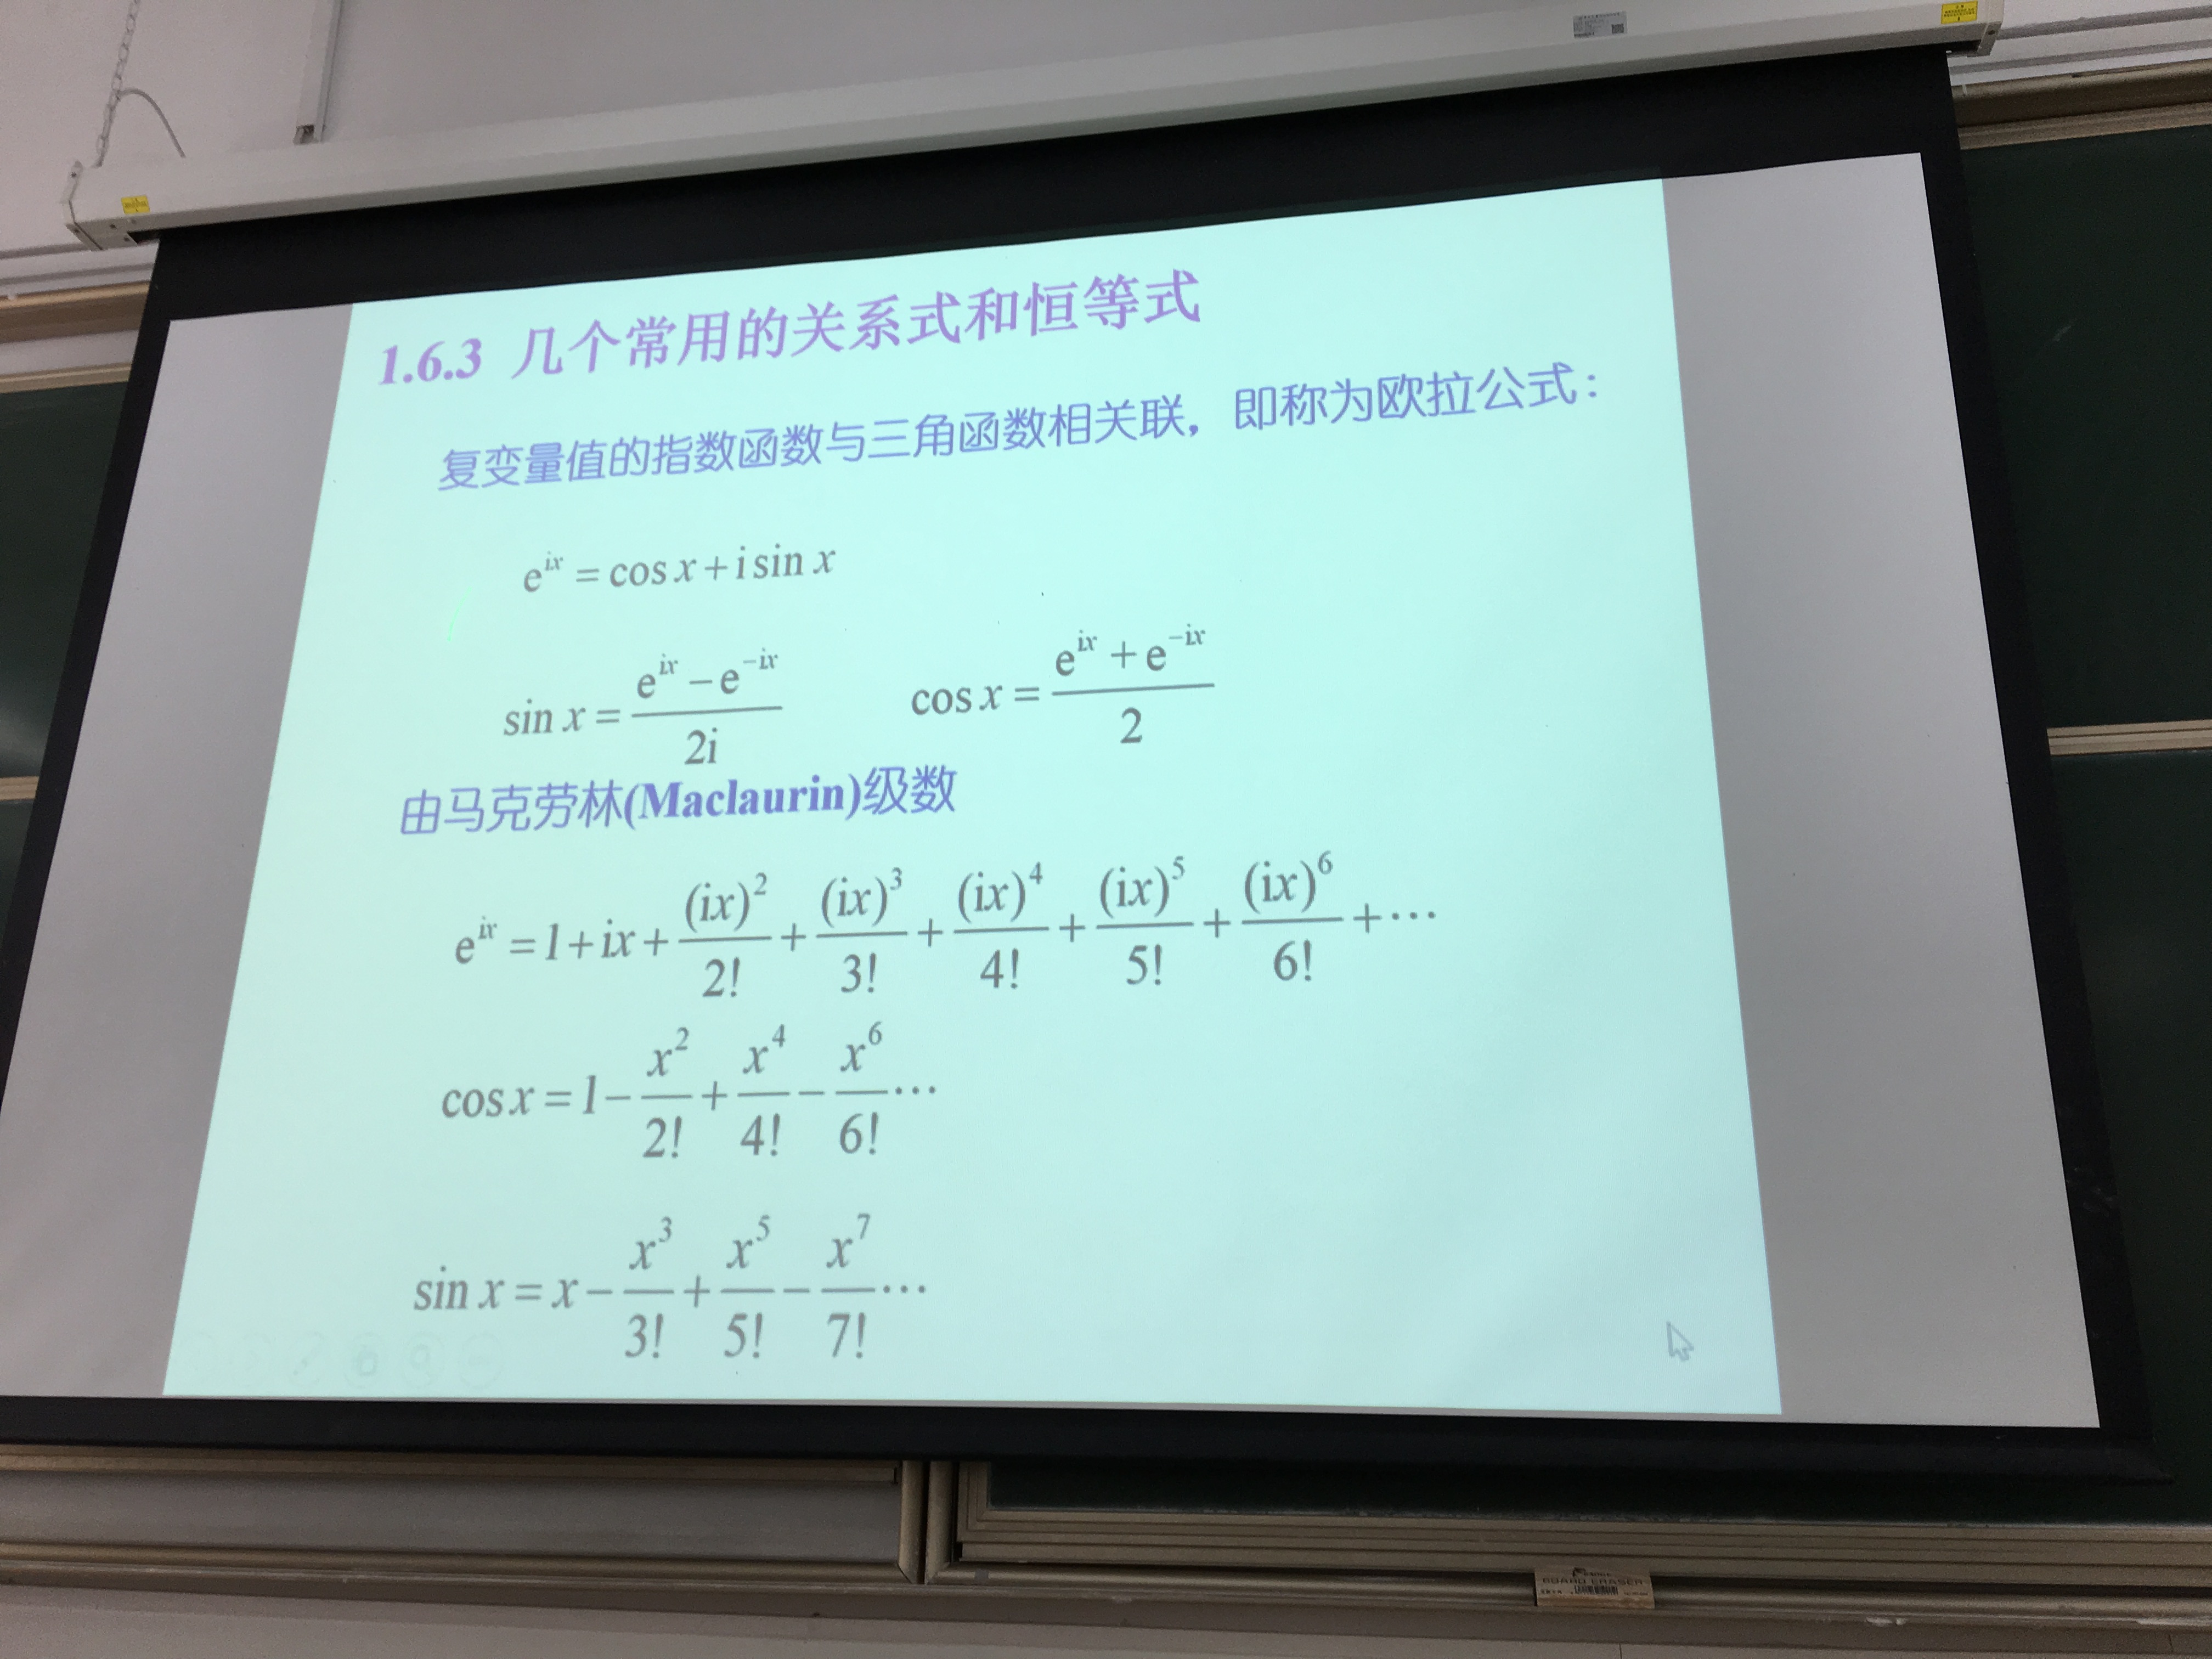 1.6.3 几个常用的关系式和恒等式
复变量值的指数函数与三角函数相关联，即称为欧拉公式：
e^{ix} = cos x + i sin x
sin x = \frac{e^{ix} - e^{-ix}}{2i}    cos x = \frac{e^{ix} + e^{-ix}}{2}
由马克劳林(Maclaurin)级数
e^{ix} = 1 + ix + \frac{(ix)^2}{2!} + \frac{(ix)^3}{3!} + \frac{(ix)^4}{4!} + \frac{(ix)^5}{5!} + \frac{(ix)^6}{6!} + ⋯
cos x = 1 - \frac{x^2}{2!} + \frac{x^4}{4!} - \frac{x^6}{6!} ⋯
sin x = x - \frac{x^3}{3!} + \frac{x^5}{5!} - \frac{x^7}{7!} ⋯
BOARD ERASER